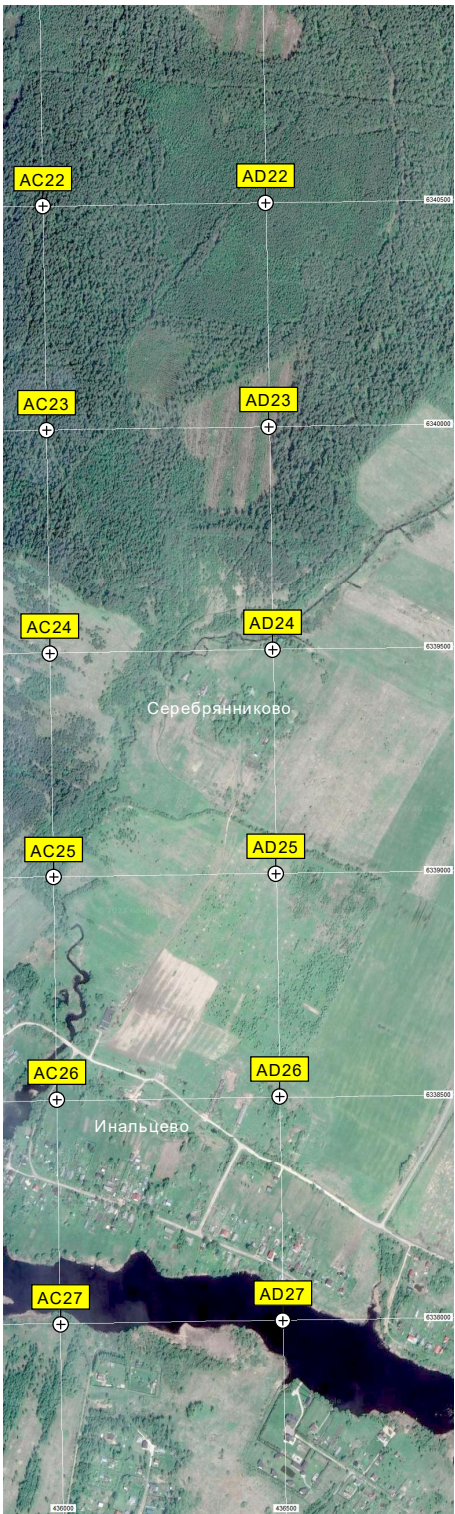 AC22
AD22
6340500
AC23
AD23
6340000
AC24
AD24
6339500
Серебрянниково
AC25
AD25
6339000
AC26
AD26
6338500
Инальцево
AC27
AD27
6338000
436000
436500